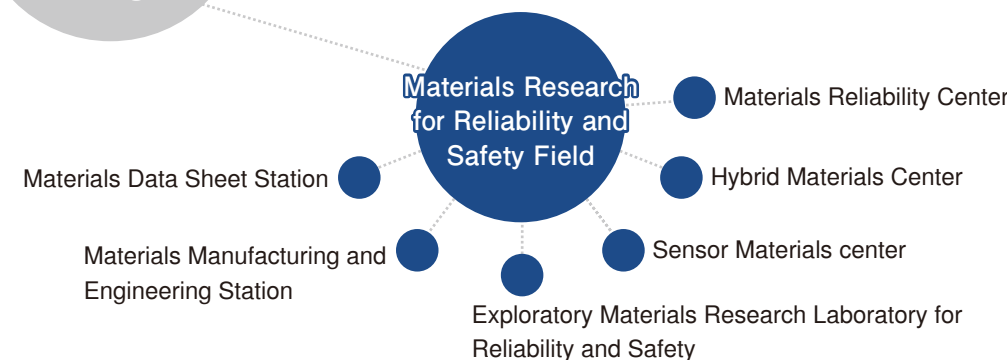 Materials Research
for Reliability and
Safety Field
Materials Reliability Center
Hybrid Materials Center
Sensor Materials center
Exploratory Materials Research Laboratory for
Reliability and Safety
Materials Manufacturing and
Engineering Station
Materials Data Sheet Station